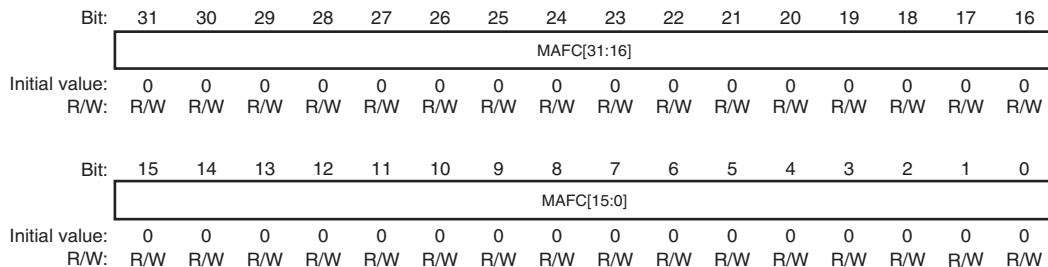 Bit: 31 30 29 28 27 26 25 24 23 22 21 20 19 18 17 16
MAFC[31:16]
Initial value: 0 0 0 0 0 0 0 0 0 0 0 0 0 0 0 0
R/W: R/W R/W R/W R/W R/W R/W R/W R/W R/W R/W R/W R/W R/W R/W R/W R/W
Bit: 15 14 13 12 11 10 9 8 7 6 5 4 3 2 1 0
MAFC[15:0]
Initial value: 0 0 0 0 0 0 0 0 0 0 0 0 0 0 0 0
R/W: R/W R/W R/W R/W R/W R/W R/W R/W R/W R/W R/W R/W R/W R/W R/W R/W